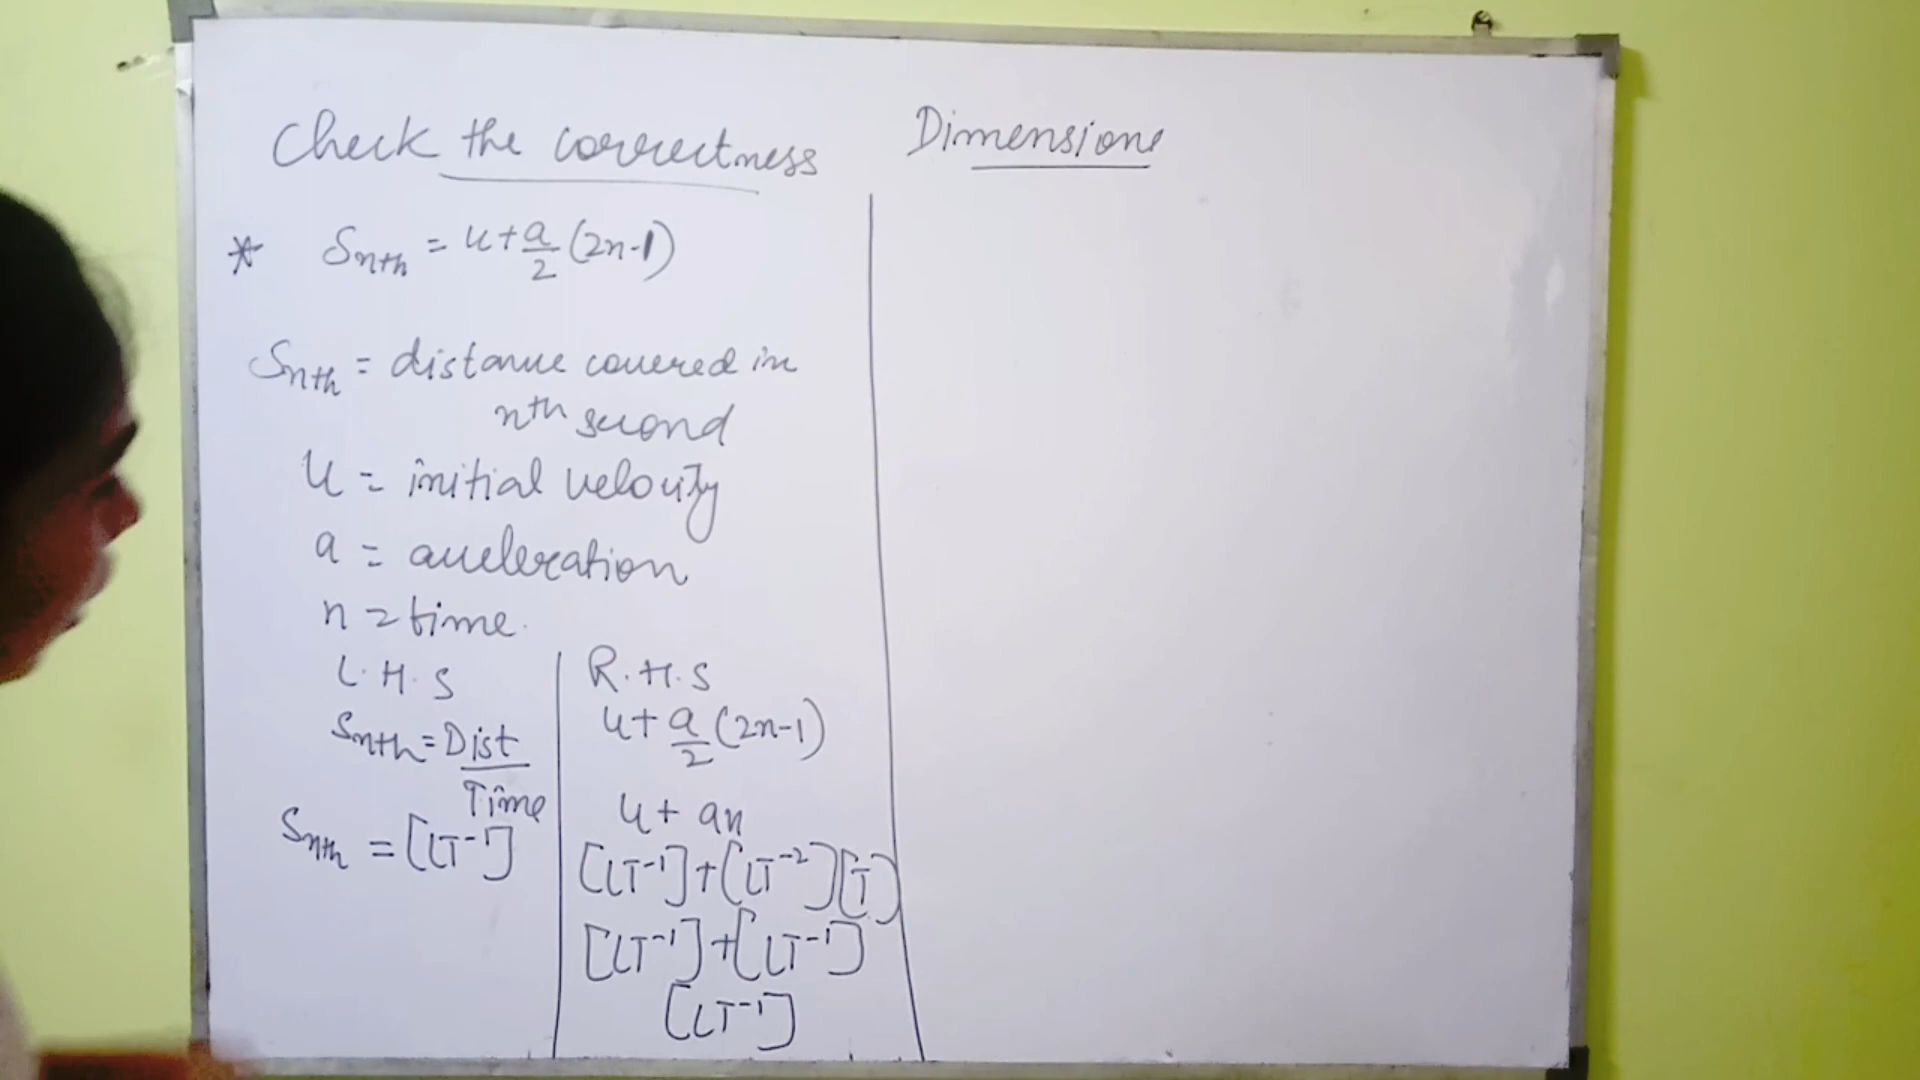 Check the correctness
* Snth = u+a/2 (2n-1)
Snth = distance covered in
nth second
u = initial velocity
a = acceleration
n = time.
L.H.S
Snth = Dist
Time
Snth = [LT⁻¹]
R.H.S
u+a/2 (2n-1)
u + an
[LT⁻¹]+[LT⁻²][T]
[LT⁻¹]+[LT⁻¹]
[LT⁻¹]
Dimensions